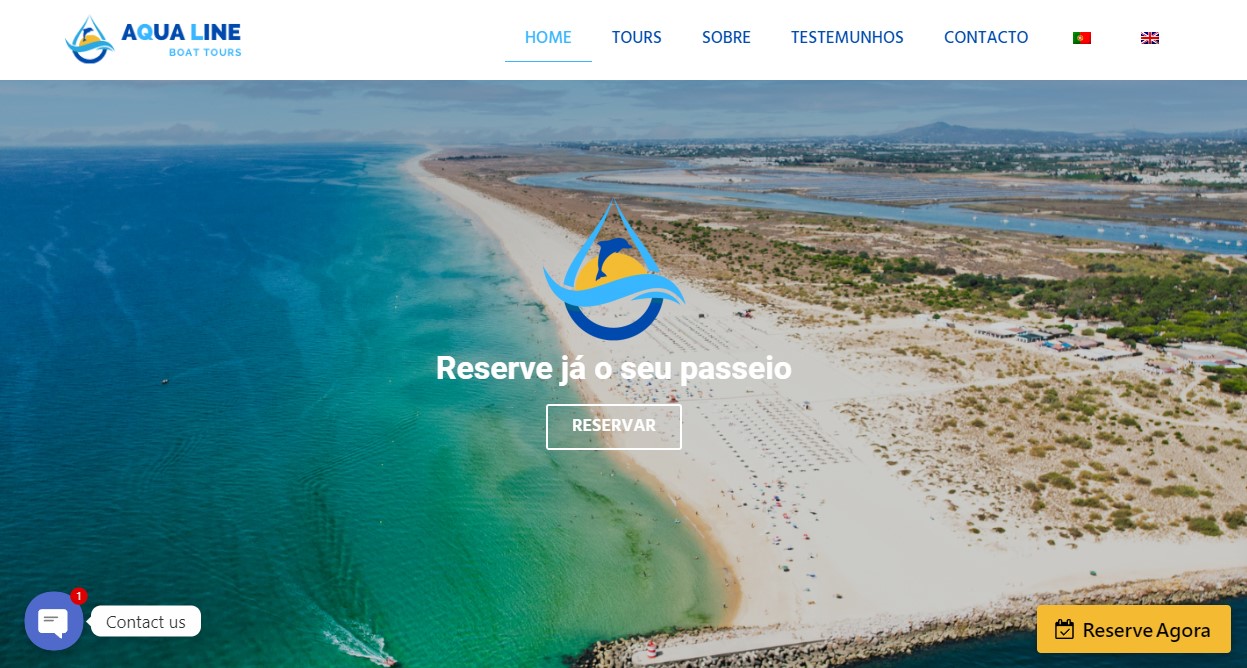 AQUA LINE
BOAT TOURS
HOME
TOURS
SOBRE
TESTEMUNHOS
CONTACTO
Reserve já o seu passeio
RESERVAR
1
Contact us
Reserve Agora